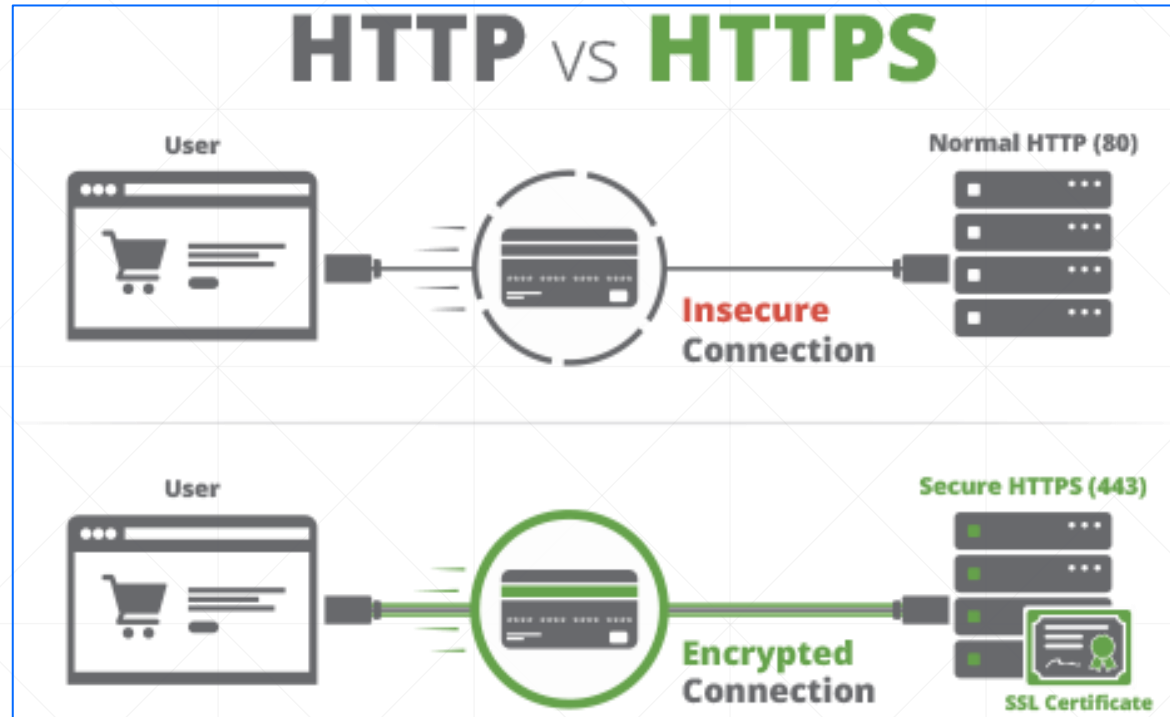 HTTP vs HTTPS
User
Normal HTTP (80)
Insecure
Connection
User
Secure HTTPS (443)
Encrypted
Connection
SSL Certificate